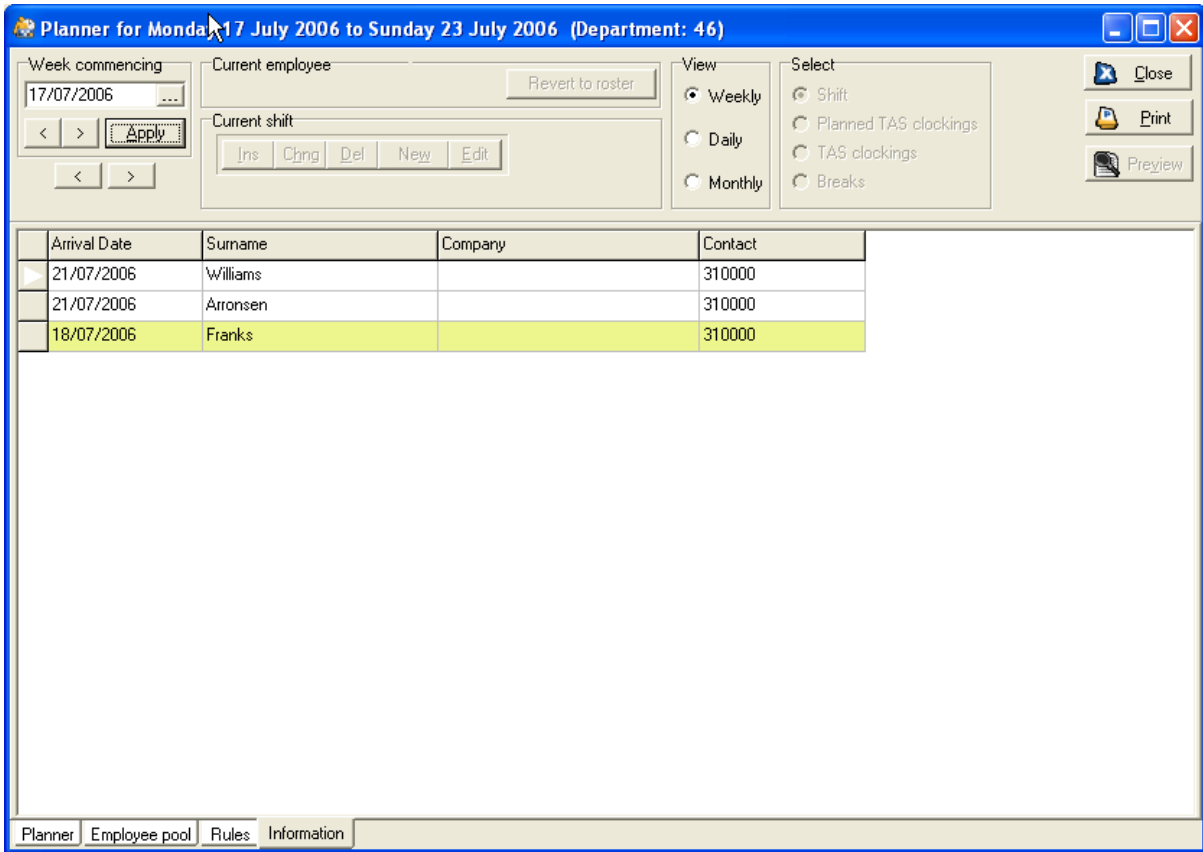 Planner for Monday 17 July 2006 to Sunday 23 July 2006 (Department: 46)
Week commencing
17/07/2006 ...
< > Apply
< >
Current employee
Revert to roster
Current shift
Ins Chng Del New Edit
View
Weekly
Daily
Monthly
Select
Shift
Planned TAS clockings
TAS clockings
Breaks
Close
Print
Preview
Arrival Date Surname Company Contact
21/07/2006 Williams 310000
21/07/2006 Arronsen 310000
18/07/2006 Franks 310000
Planner Employee pool Rules Information